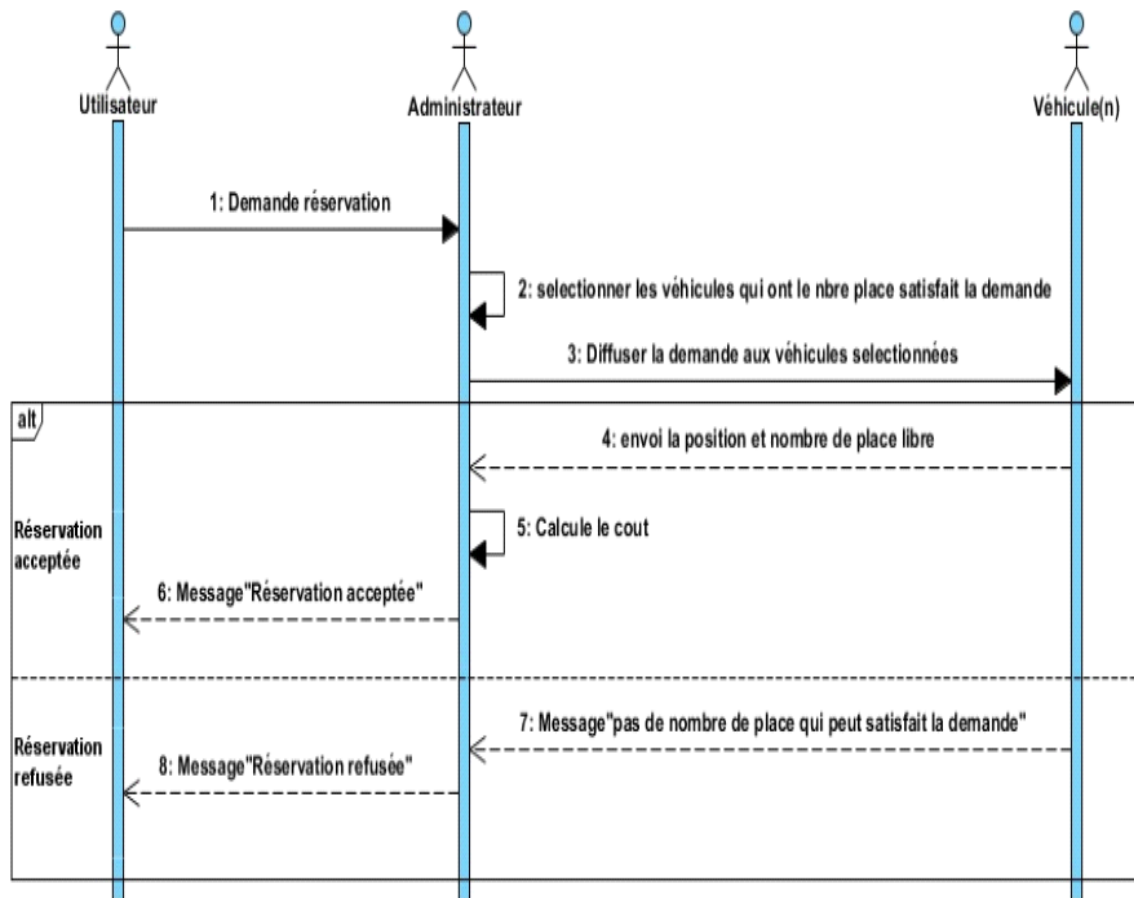 Utilisateur
Administrateur
Véhicule(n)
1: Demande réservation
2: selectionner les véhicules qui ont le nbre place satisfait la demande
3: Diffuser la demande aux véhicules selectionnées
alt
4: envoi la position et nombre de place libre
Réservation
acceptée
5: Calcule le cout
6: Message"Réservation acceptée"
7: Message"pas de nombre de place qui peut satisfait la demande"
Réservation
refusée
8: Message"Réservation refusée"